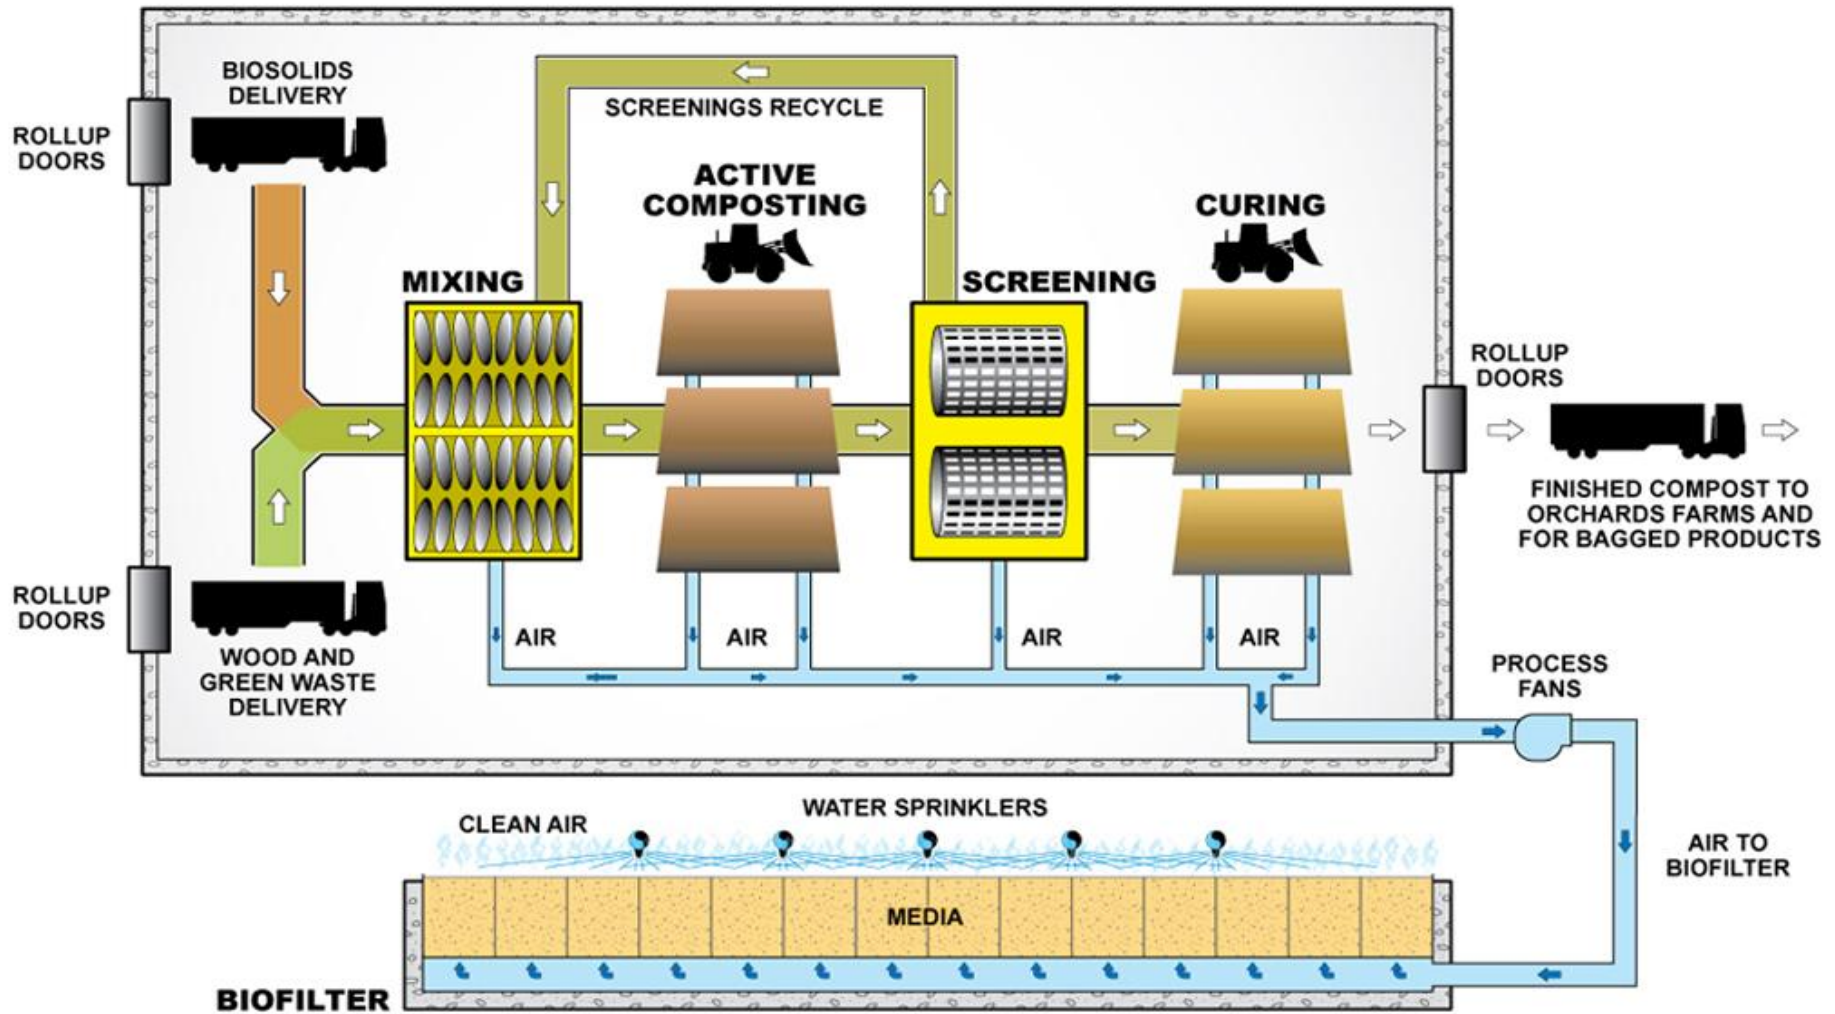 BIOSOLIDS
DELIVERY
ROLLUP
DOORS
SCREENINGS RECYCLE
ACTIVE
COMPOSTING
CURING
MIXING
SCREENING
ROLLUP
DOORS
FINISHED COMPOST TO
ORCHARDS FARMS AND
FOR BAGGED PRODUCTS
ROLLUP
DOORS
WOOD AND
GREEN WASTE
DELIVERY
AIR
AIR
AIR
AIR
PROCESS
FANS
CLEAN AIR
WATER SPRINKLERS
AIR TO
BIOFILTER
MEDIA
BIOFILTER